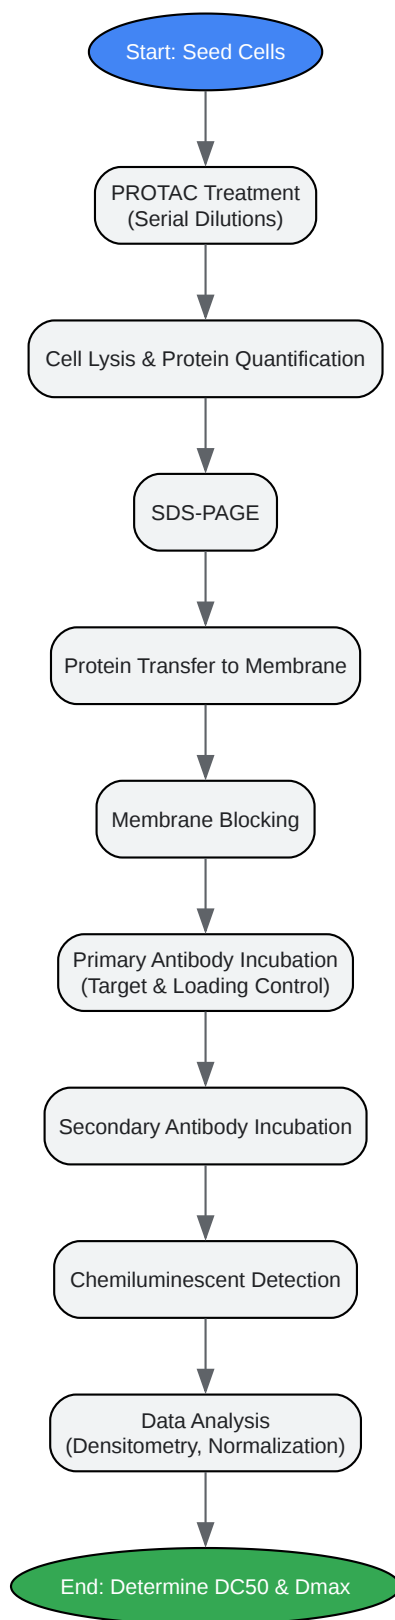 Start: Seed Cells
PROTAC Treatment
(Serial Dilutions)
Cell Lysis & Protein Quantification
SDS-PAGE
Protein Transfer to Membrane
Membrane Blocking
Primary Antibody Incubation
(Target & Loading Control)
Secondary Antibody Incubation
Chemiluminescent Detection
Data Analysis
(Densitometry, Normalization)
End: Determine DC50 & Dmax